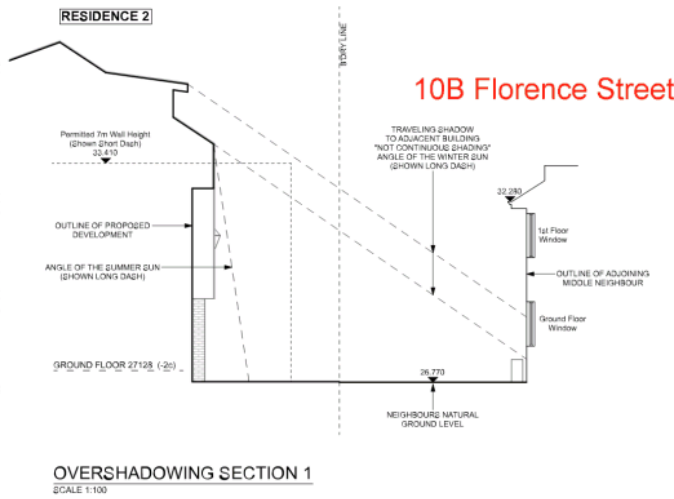 RESIDENCE 2
B'DRY LINE
10B Florence Street
Permitted 7m Wall Height
(Shown Short Dash)
33.410
TRAVELING SHADOW
TO ADJACENT BUILDING
"NOT CONTINUOUS SHADING"
ANGLE OF THE WINTER SUN
(SHOWN LONG DASH)
32.280
OUTLINE OF PROPOSED
DEVELOPMENT
1st Floor
Window
ANGLE OF THE SUMMER SUN
(SHOWN LONG DASH)
OUTLINE OF ADJOINING
MIDDLE NEIGHBOUR
Ground Floor
Window
GROUND FLOOR 27128 (-2c)
26.770
NEIGHBOURS NATURAL
GROUND LEVEL
OVERSHADOWING SECTION 1
SCALE 1:100